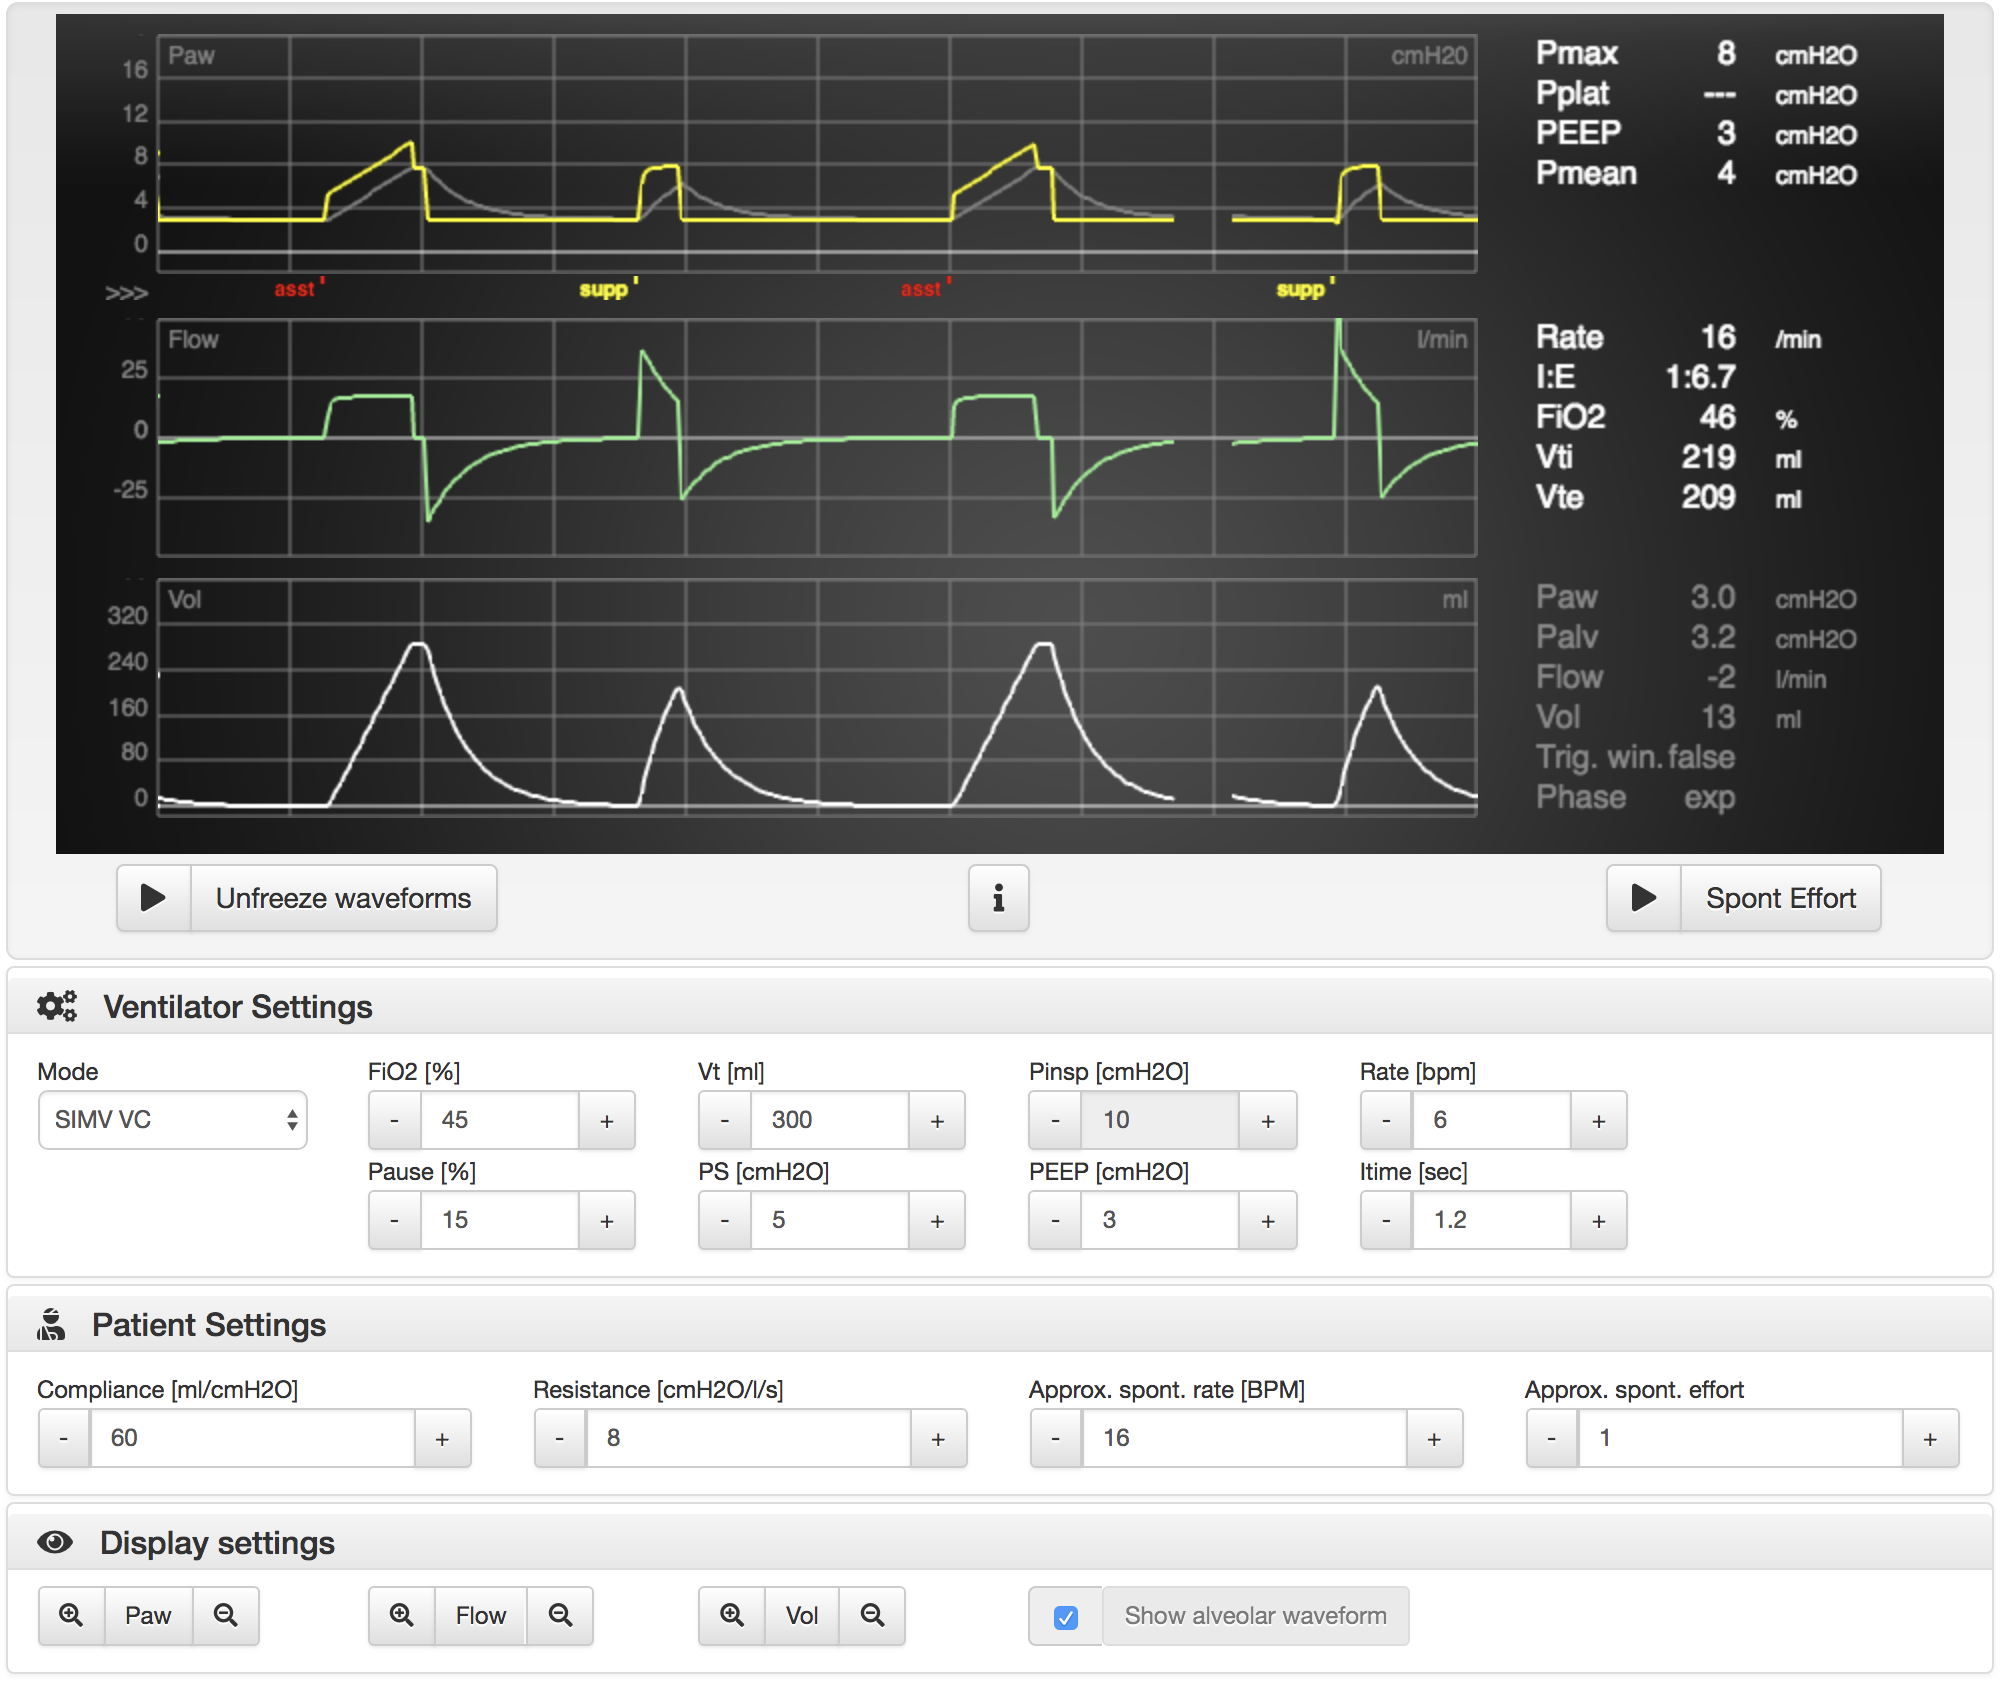 Paw cmH20
16
12
8
4
0
Pmax 8 cmH2O
Pplat --- cmH2O
PEEP 3 cmH2O
Pmean 4 cmH2O
>>> asst ' supp ' asst ' supp '
Flow l/min
25
0
-25
Rate 16 /min
I:E 1:6.7
FiO2 46 %
Vti 219 ml
Vte 209 ml
Vol ml
320
240
160
80
0
Paw 3.0 cmH2O
Palv 3.2 cmH2O
Flow -2 l/min
Vol 13 ml
Trig. win. false
Phase exp
Unfreeze waveforms
i
Spont Effort
Ventilator Settings
Mode FiO2 [%] Vt [ml] Pinsp [cmH2O] Rate [bpm]
SIMV VC - 45 + - 300 + - 10 + - 6 +
Pause [%] PS [cmH2O] PEEP [cmH2O] Itime [sec]
- 15 + - 5 + - 3 + - 1.2 +
Patient Settings
Compliance [ml/cmH2O] Resistance [cmH2O/l/s] Approx. spont. rate [BPM] Approx. spont. effort
- 60 + - 8 + - 16 + - 1 +
Display settings
Paw Flow Vol Show alveolar waveform